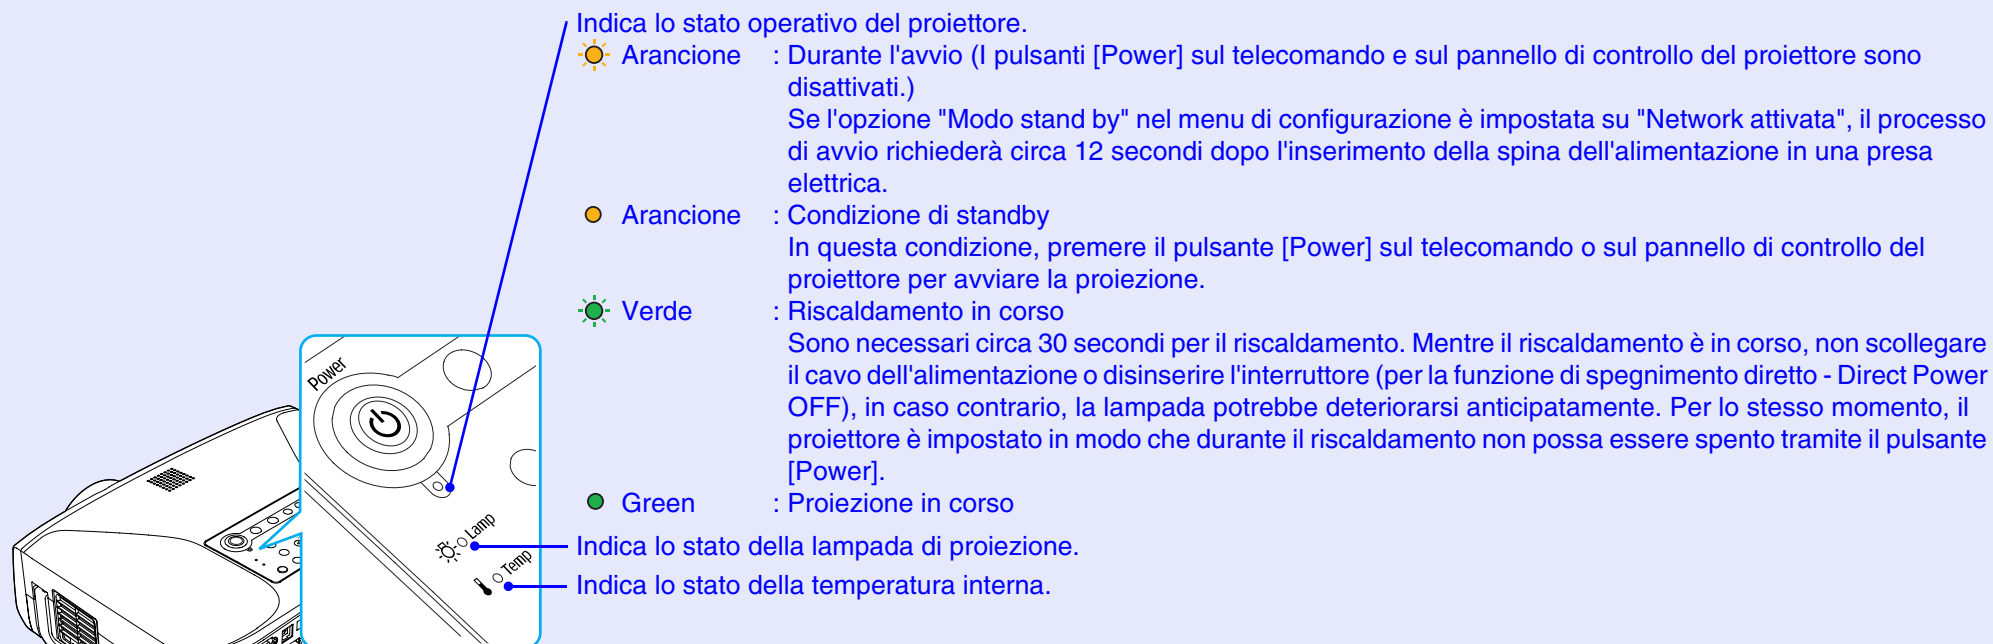 Indica lo stato operativo del proiettore.
Arancione : Durante l'avvio (I pulsanti [Power] sul telecomando e sul pannello di controllo del proiettore sono
disattivati.)
Se l'opzione "Modo stand by" nel menu di configurazione è impostata su "Network attivata", il processo
di avvio richiederà circa 12 secondi dopo l'inserimento della spina dell'alimentazione in una presa
elettrica.
Arancione : Condizione di standby
In questa condizione, premere il pulsante [Power] sul telecomando o sul pannello di controllo del
proiettore per avviare la proiezione.
Verde : Riscaldamento in corso
Sono necessari circa 30 secondi per il riscaldamento. Mentre il riscaldamento è in corso, non scollegare
il cavo dell'alimentazione o disinserire l'interruttore (per la funzione di spegnimento diretto - Direct Power
OFF), in caso contrario, la lampada potrebbe deteriorarsi anticipatamente. Per lo stesso momento, il
proiettore è impostato in modo che durante il riscaldamento non possa essere spento tramite il pulsante
[Power].
Green : Proiezione in corso
Indica lo stato della lampada di proiezione.
Indica lo stato della temperatura interna.
Power
Lamp
Temp